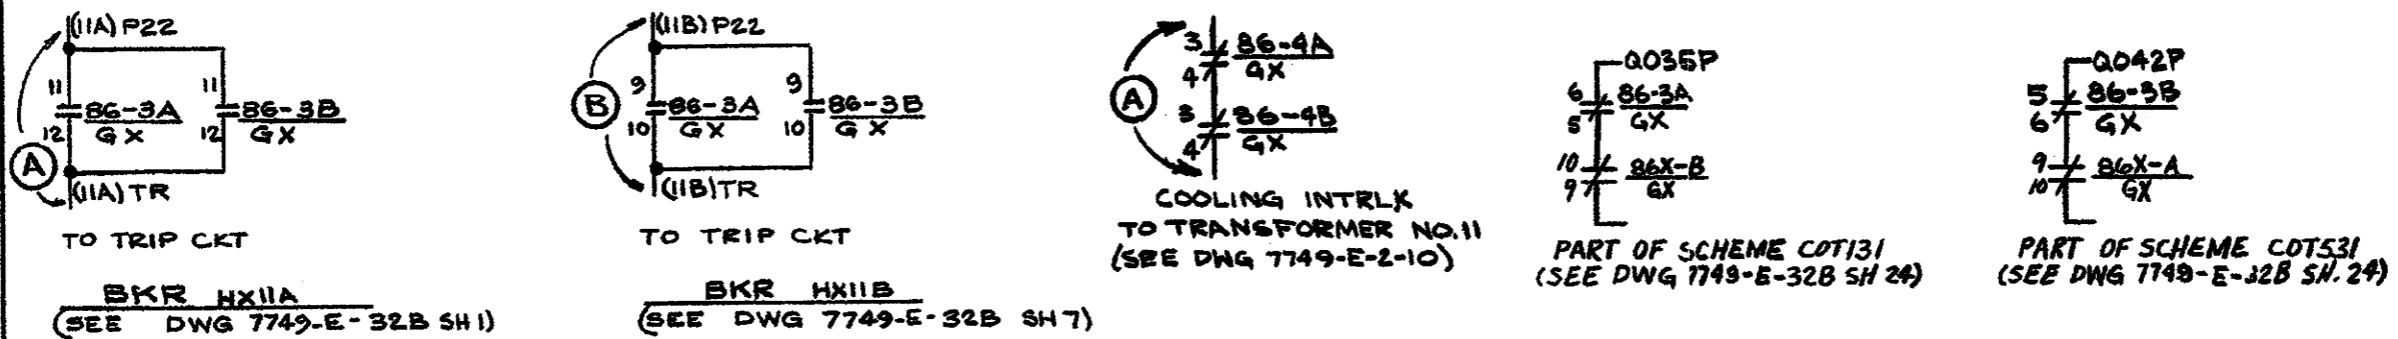 (11A) P22
11
11
86-3A
GX
86-3B
GX
12
12
A
(11A) TR
TO TRIP CKT
BKR HX11A
(SEE DWG 7749-E-32B SH 1)
(11B) P22
9
9
B
86-3A
GX
86-3B
GX
10
10
(11B) TR
TO TRIP CKT
BKR HX11B
(SEE DWG 7749-E-32B SH 7)
3
86-4A
GX
4
A
3
86-4B
GX
4
COOLING INTRLK
TO TRANSFORMER NO.11
(SEE DWG 7749-E-2-10)
Q035P
6
86-3A
GX
5
10
86X-B
GX
9
PART OF SCHEME COT131
(SEE DWG 7749-E-32B SH 24)
Q042P
5
86-3B
GX
6
9
86X-A
GX
10
PART OF SCHEME COT531
(SEE DWG 7749-E-32B SH. 24)